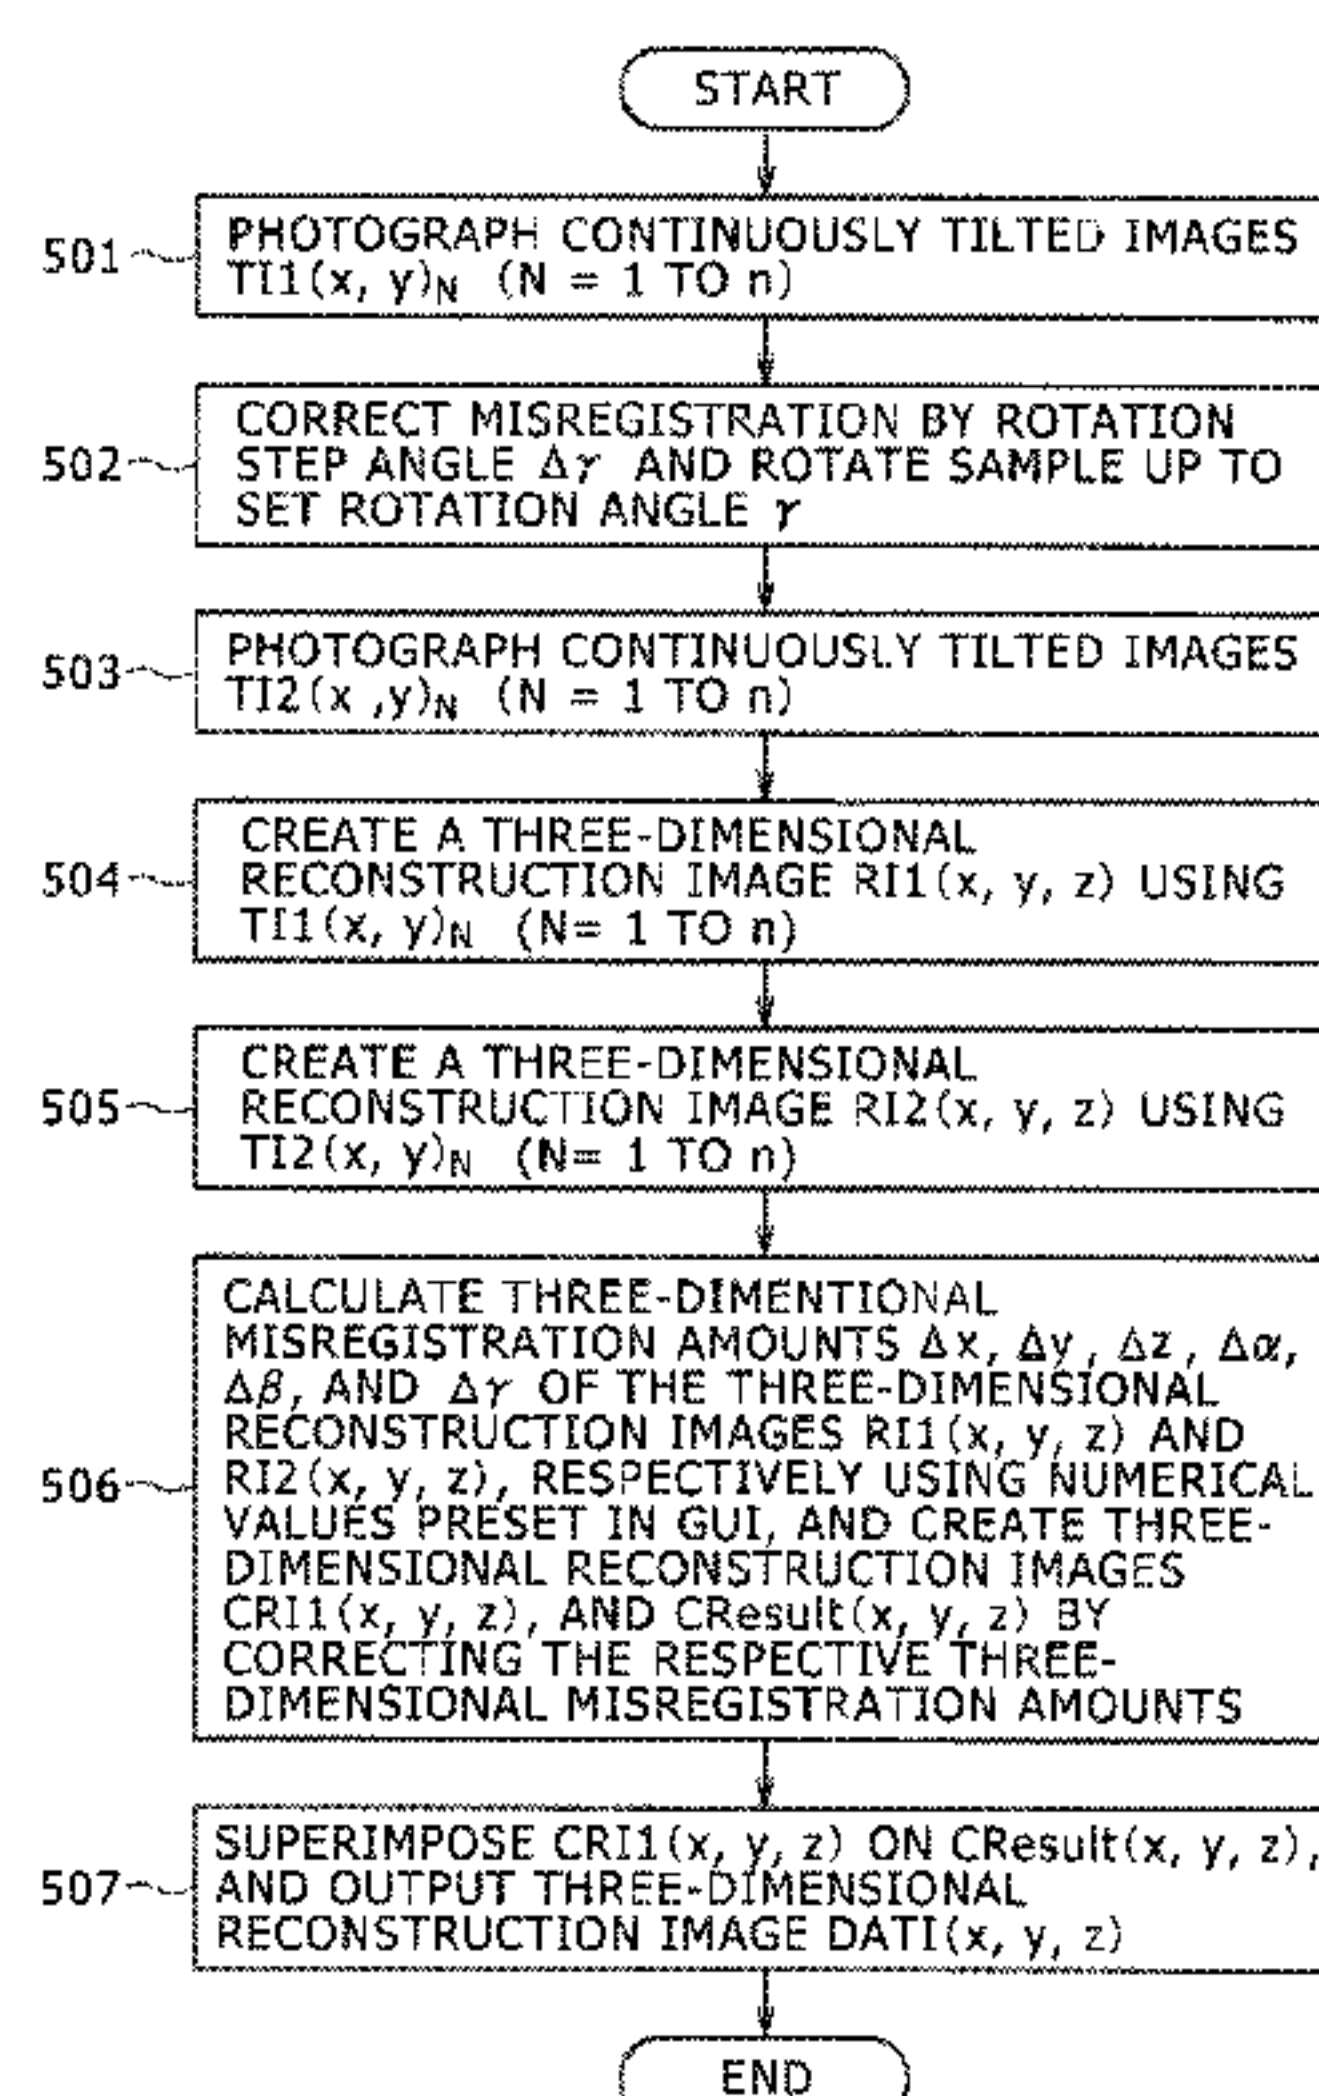 START
501
PHOTOGRAPH CONTINUOUSLY TILTED IMAGES
TI1(x, y)N (N = 1 TO n)
502
CORRECT MISREGISTRATION BY ROTATION
STEP ANGLE Δγ AND ROTATE SAMPLE UP TO
SET ROTATION ANGLE γ
503
PHOTOGRAPH CONTINUOUSLY TILTED IMAGES
TI2(x ,y)N (N = 1 TO n)
504
CREATE A THREE-DIMENSIONAL
RECONSTRUCTION IMAGE RI1(x, y, z) USING
TI1(x, y)N (N= 1 TO n)
505
CREATE A THREE-DIMENSIONAL
RECONSTRUCTION IMAGE RI2(x, y, z) USING
TI2(x, y)N (N= 1 TO n)
506
CALCULATE THREE-DIMENTIONAL
MISREGISTRATION AMOUNTS Δx, Δy, Δz, Δα,
Δβ, AND Δγ OF THE THREE-DIMENSIONAL
RECONSTRUCTION IMAGES RI1(x, y, z) AND
RI2(x, y, z), RESPECTIVELY USING NUMERICAL
VALUES PRESET IN GUI, AND CREATE THREE-
DIMENSIONAL RECONSTRUCTION IMAGES
CRI1(x, y, z), AND CResult(x, y, z) BY
CORRECTING THE RESPECTIVE THREE-
DIMENSIONAL MISREGISTRATION AMOUNTS
507
SUPERIMPOSE CRI1(x, y, z) ON CResult(x, y, z),
AND OUTPUT THREE-DIMENSIONAL
RECONSTRUCTION IMAGE DATI(x, y, z)
END